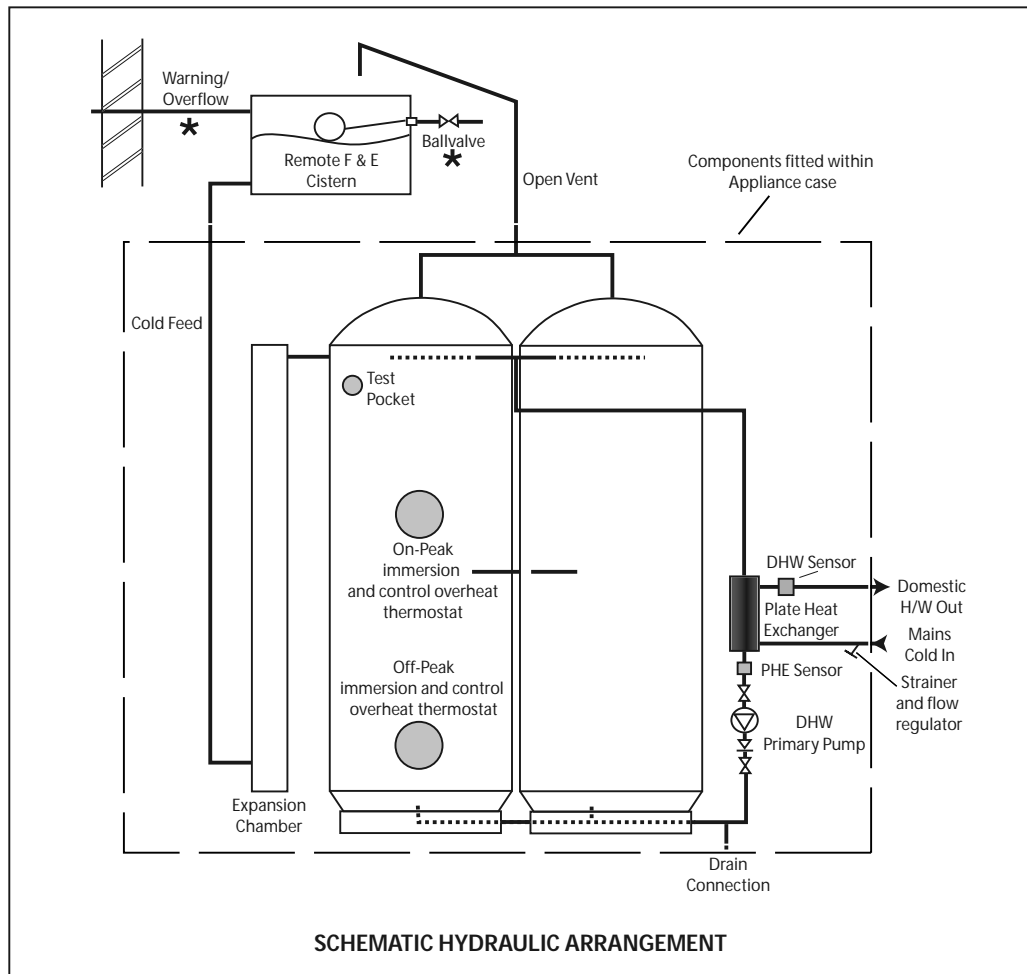 Warning/
Overflow
*
Ballvalve
*
Remote F & E
Cistern
Open Vent
Components fitted within
Appliance case
Cold Feed
Test
Pocket
On-Peak
immersion
and control overheat
thermostat
DHW Sensor
Domestic
H/W Out
Plate Heat
Exchanger
Mains
Cold In
Off-Peak
immersion and control
overheat thermostat
PHE Sensor
Strainer
and flow
regulator
DHW
Primary Pump
Expansion
Chamber
Drain
Connection
SCHEMATIC HYDRAULIC ARRANGEMENT